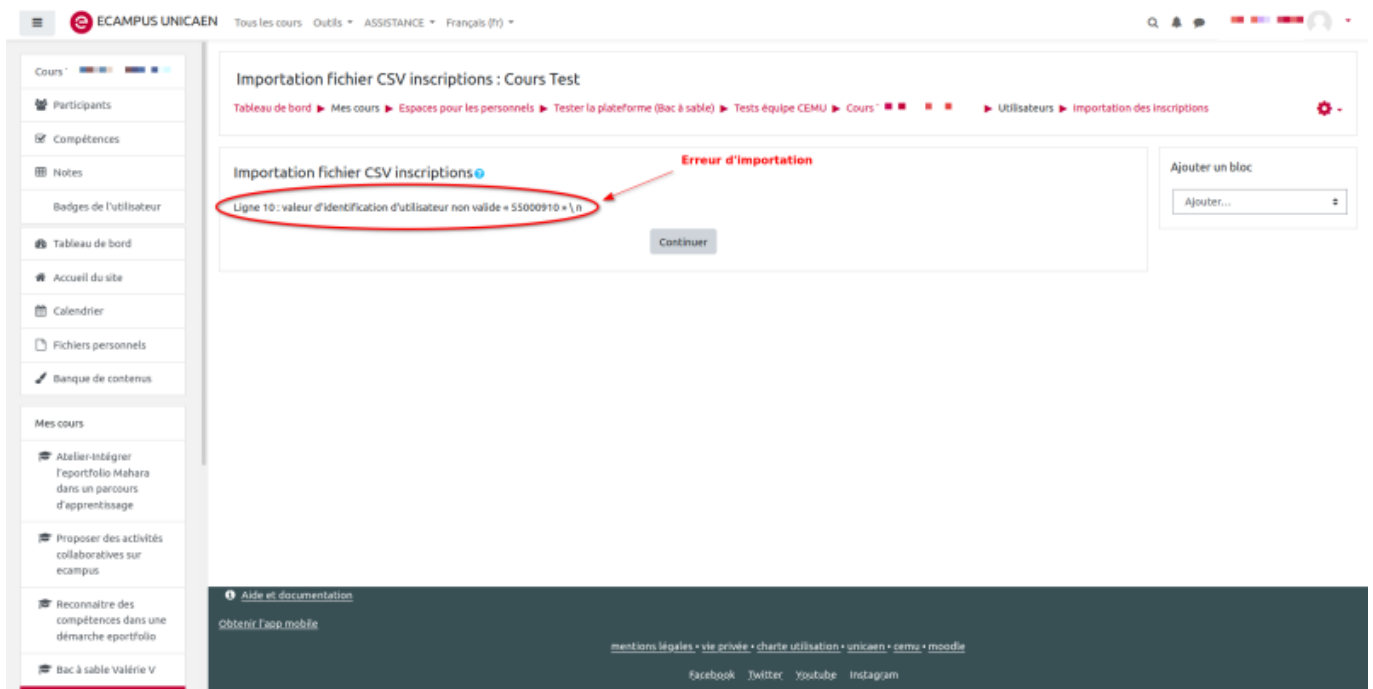 ECAMPUS UNICAEN Tous les cours Outils ASSISTANCE Français (fr)
Cours
Participants
Compétences
Notes
Badges de l'utilisateur
Tableau de bord
Accueil du site
Calendrier
Fichiers personnels
Banque de contenus
Mes cours
Atelier-Intégrer
l'eportfolio Mahara
dans un parcours
d'apprentissage
Proposer des activités
collaboratives sur
ecampus
Reconnaitre des
compétences dans une
démarche eportfolio
Bac à sable Valérie V
Importation fichier CSV inscriptions : Cours Test
Tableau de bord ▶ Mes cours ▶ Espaces pour les personnels ▶ Tester la plateforme (Bac à sable) ▶ Tests équipe CEMU ▶ Cours ▶ Utilisateurs ▶ Importation des inscriptions
Importation fichier CSV inscriptions
Erreur d'importation
Ligne 10 : valeur d'identification d'utilisateur non valide « 55000910 » \ n
Continuer
Ajouter un bloc
Ajouter...
Aide et documentation
Obtenir l'app mobile
mentions légales • vie privée • charte utilisation • unicaen • cemu • moodle
Facebook Twitter Youtube Instagram